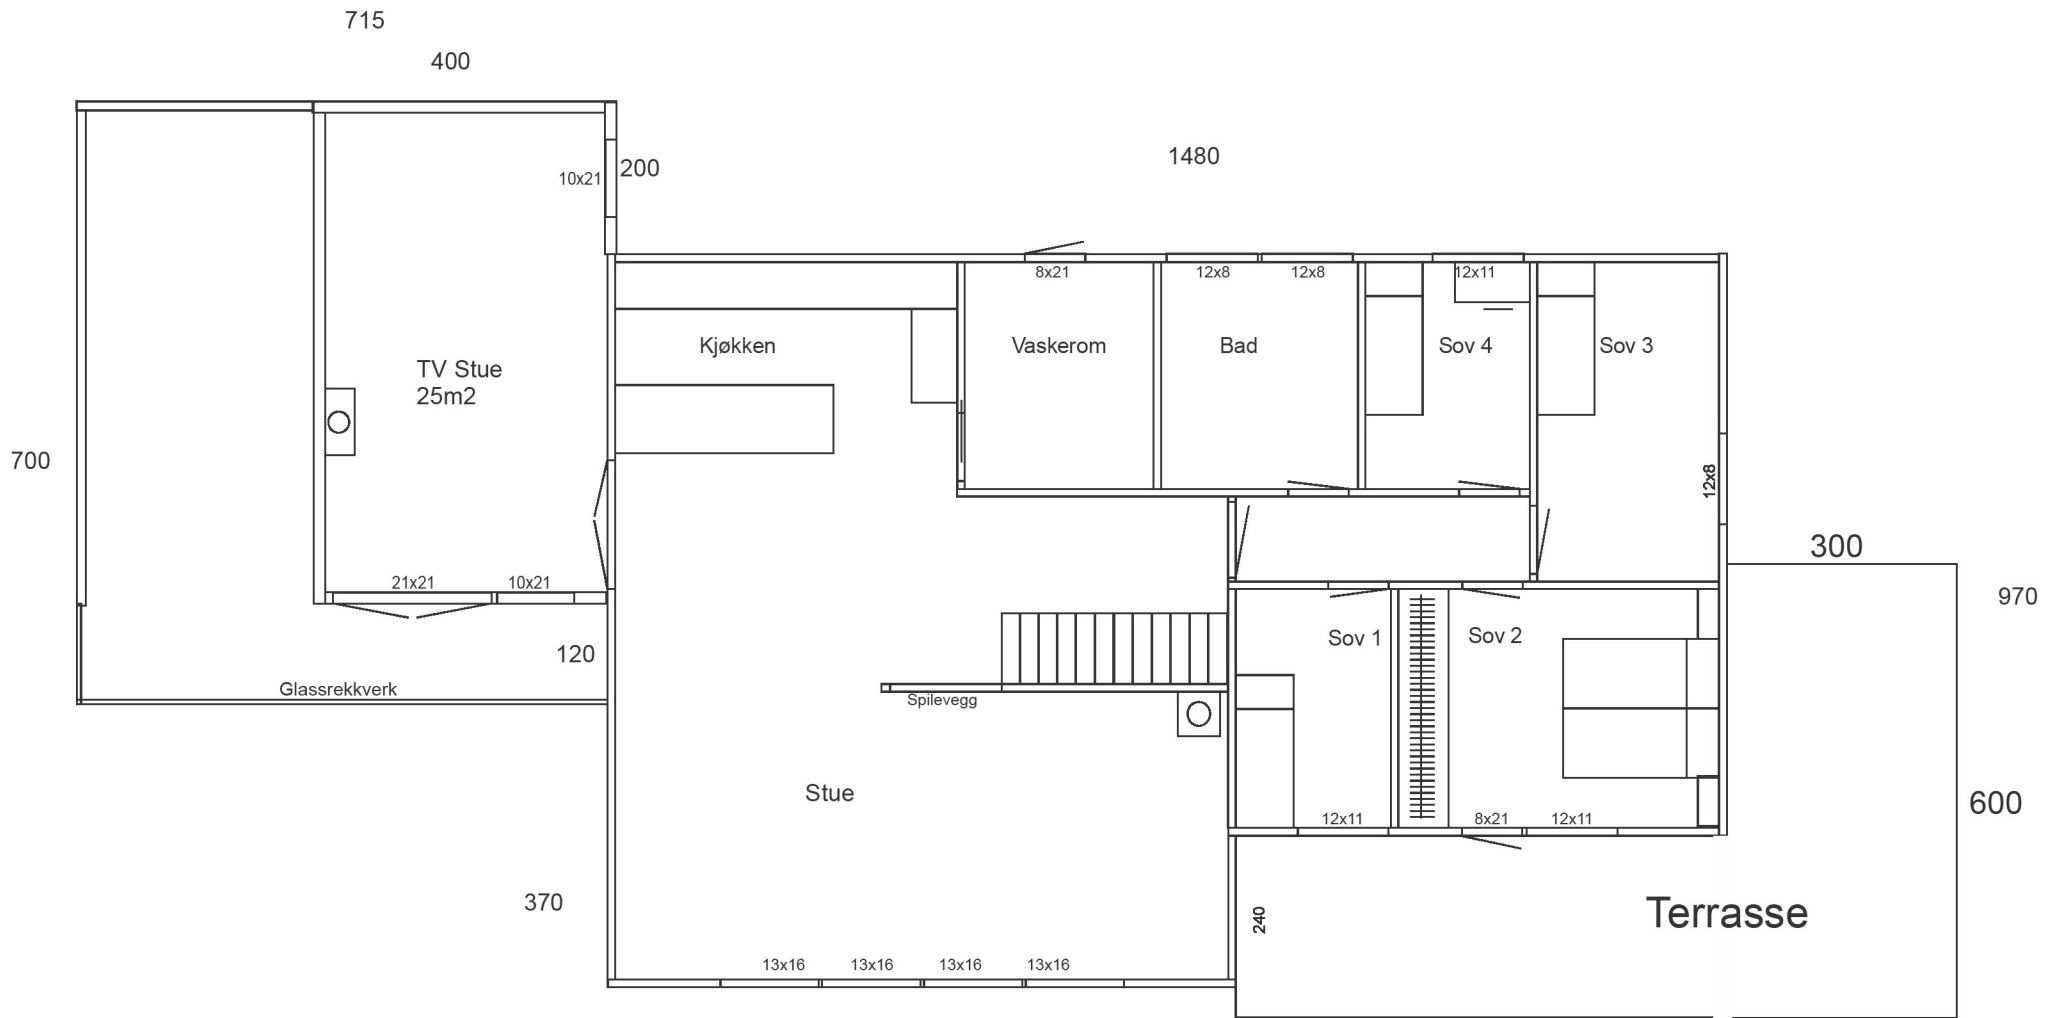 715
400
1480
200
10x21
8x21
12x8
12x8
12x11
Kjøkken
Vaskerom
Bad
Sov 4
Sov 3
TV Stue
25m2
700
12x8
300
21x21
10x21
970
120
Sov 1
Sov 2
Glassrekkverk
Spilevegg
Stue
600
12x11
8x21
12x11
370
240
Terrasse
13x16
13x16
13x16
13x16